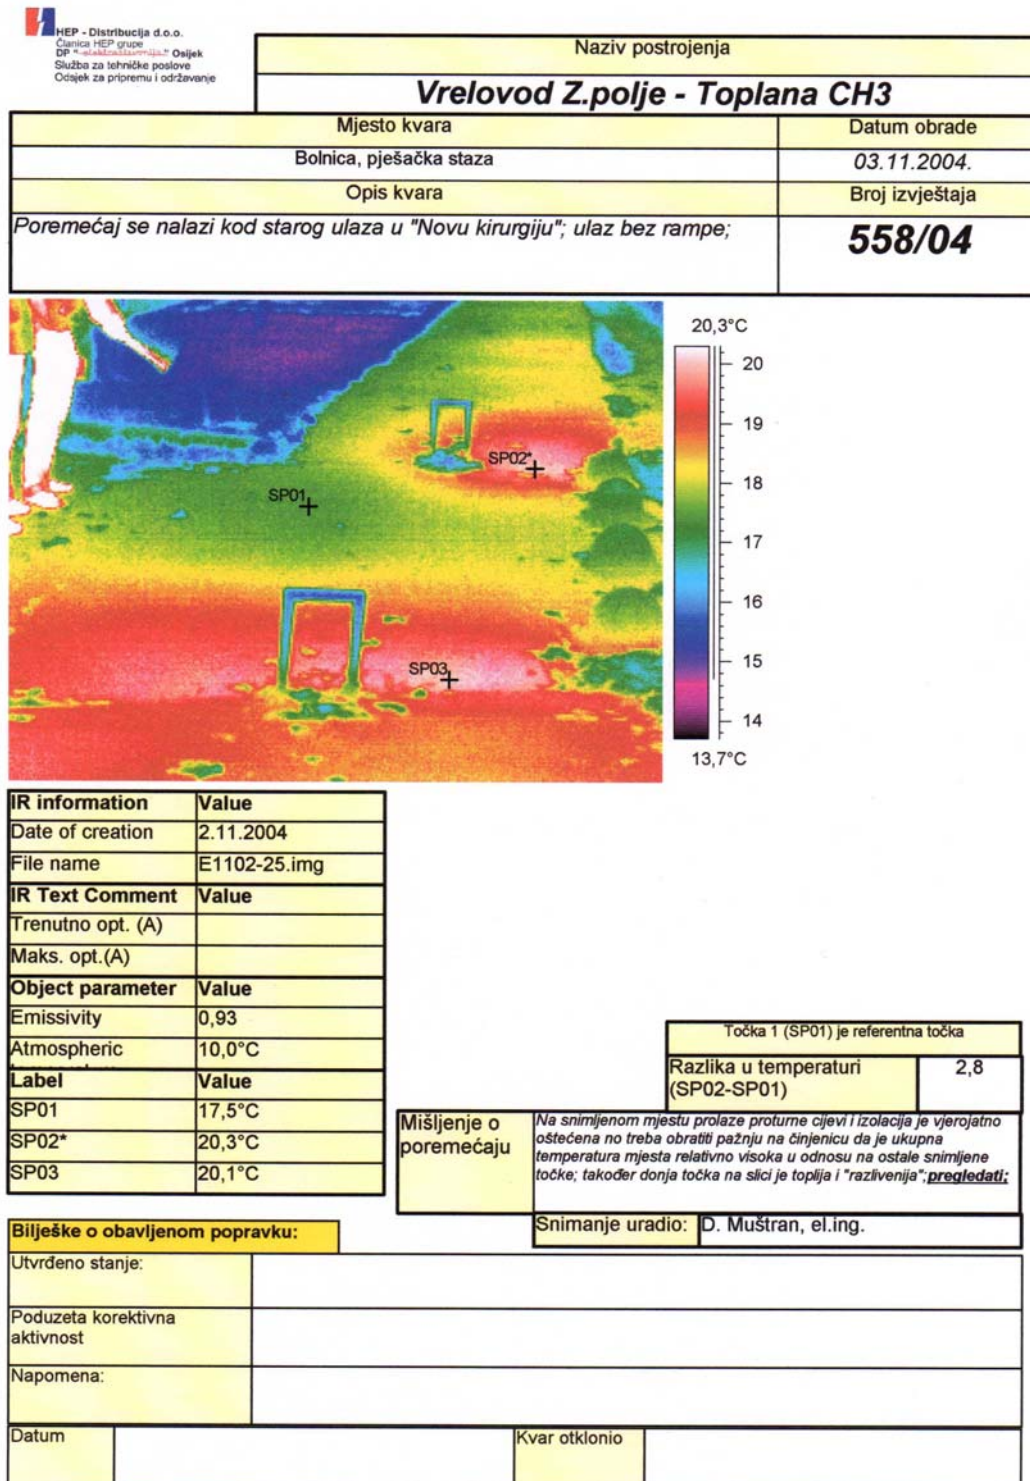 HEP - Distribucija d.o.o.
Članica HEP grupe
DP "elektroslavonija" Osijek
Služba za tehničke poslove
Odsjek za pripremu i održavanje
Naziv postrojenja
Vrelovod Z.polje - Toplana CH3
Mjesto kvara
Datum obrade
Bolnica, pješačka staza
03.11.2004.
Opis kvara
Broj izvještaja
Poremećaj se nalazi kod starog ulaza u "Novu kirurgiju"; ulaz bez rampe;
558/04
20,3°C
20
19
18
17
16
15
14
13,7°C
SP02*
SP01
SP03
IR information Value
Date of creation 2.11.2004
File name E1102-25.img
IR Text Comment Value
Trenutno opt. (A)
Maks. opt.(A)
Object parameter Value
Emissivity 0,93
Atmospheric 10,0°C
Label Value
SP01 17,5°C
SP02* 20,3°C
SP03 20,1°C
Točka 1 (SP01) je referentna točka
Razlika u temperaturi
(SP02-SP01)
2,8
Mišljenje o
poremećaju
Na snimljenom mjestu prolaze proturne cijevi i izolacija je vjerojatno
oštećena no treba obratiti pažnju na činjenicu da je ukupna
temperatura mjesta relativno visoka u odnosu na ostale snimljene
točke; također donja točka na slici je toplija i "razlivenija";pregledati;
Snimanje uradio: D. Muštran, el.ing.
Bilješke o obavljenom popravku:
Utvrđeno stanje:
Poduzeta korektivna
aktivnost
Napomena:
Datum
Kvar otklonio